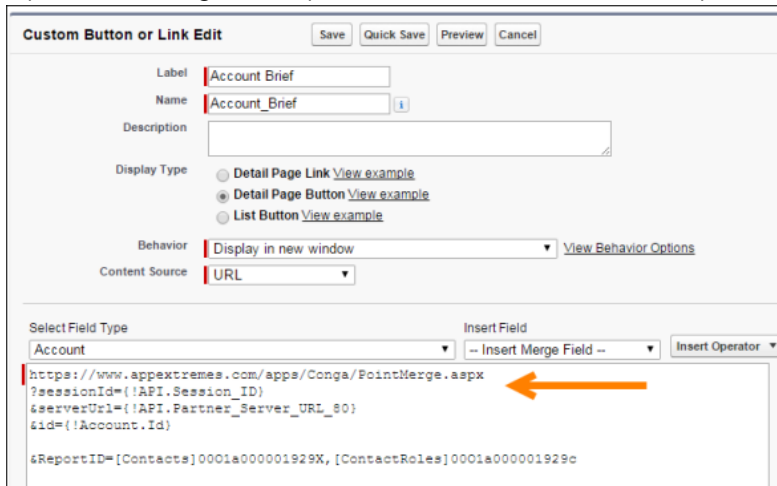 Custom Button or Link Edit Save Quick Save Preview Cancel
Label Account Brief
Name Account_Brief i
Description
Display Type Detail Page Link View example
Detail Page Button View example
List Button View example
Behavior Display in new window View Behavior Options
Content Source URL
Select Field Type Insert Field
Account -- Insert Merge Field -- Insert Operator
https://www.appextremes.com/apps/Conga/PointMerge.aspx
?sessionId={!API.Session_ID}
&serverUrl={!API.Partner_Server_URL_80}
&id={!Account.Id}
&ReportID=[Contacts]00O1a000001929X,[ContactRoles]00O1a000001929c